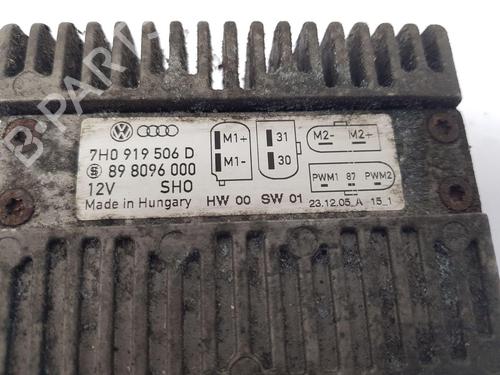 7H0 919 506 D
89 8096 000
12V SHO
Made in Hungary
M1+
M1-
31
30
M2- M2+
PWM1 87 PWM2
HW 00 SW 01
23.12.05_A 15_1